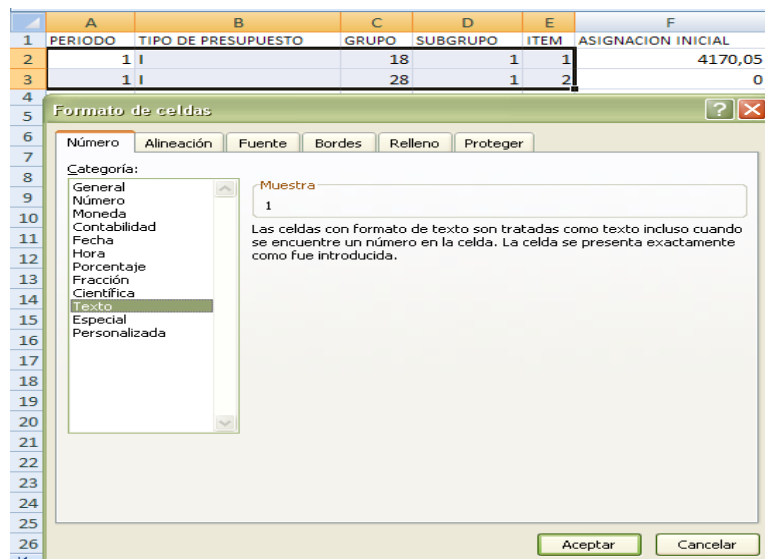 A B C D E F
1 PERIODO TIPO DE PRESUPUESTO GRUPO SUBGRUPO ITEM ASIGNACION INICIAL
2 1 I 18 1 1 4170,05
3 1 I 28 1 2 0
4
5
6
7
8
9
10
11
12
13
14
15
16
17
18
19
20
21
22
23
24
25
26
Formato de celdas
Número Alineación Fuente Bordes Relleno Proteger
Categoría:
General
Número
Moneda
Contabilidad
Fecha
Hora
Porcentaje
Fracción
Científica
Texto
Especial
Personalizada
Muestra
1
Las celdas con formato de texto son tratadas como texto incluso cuando
se encuentre un número en la celda. La celda se presenta exactamente
como fue introducida.
Aceptar Cancelar